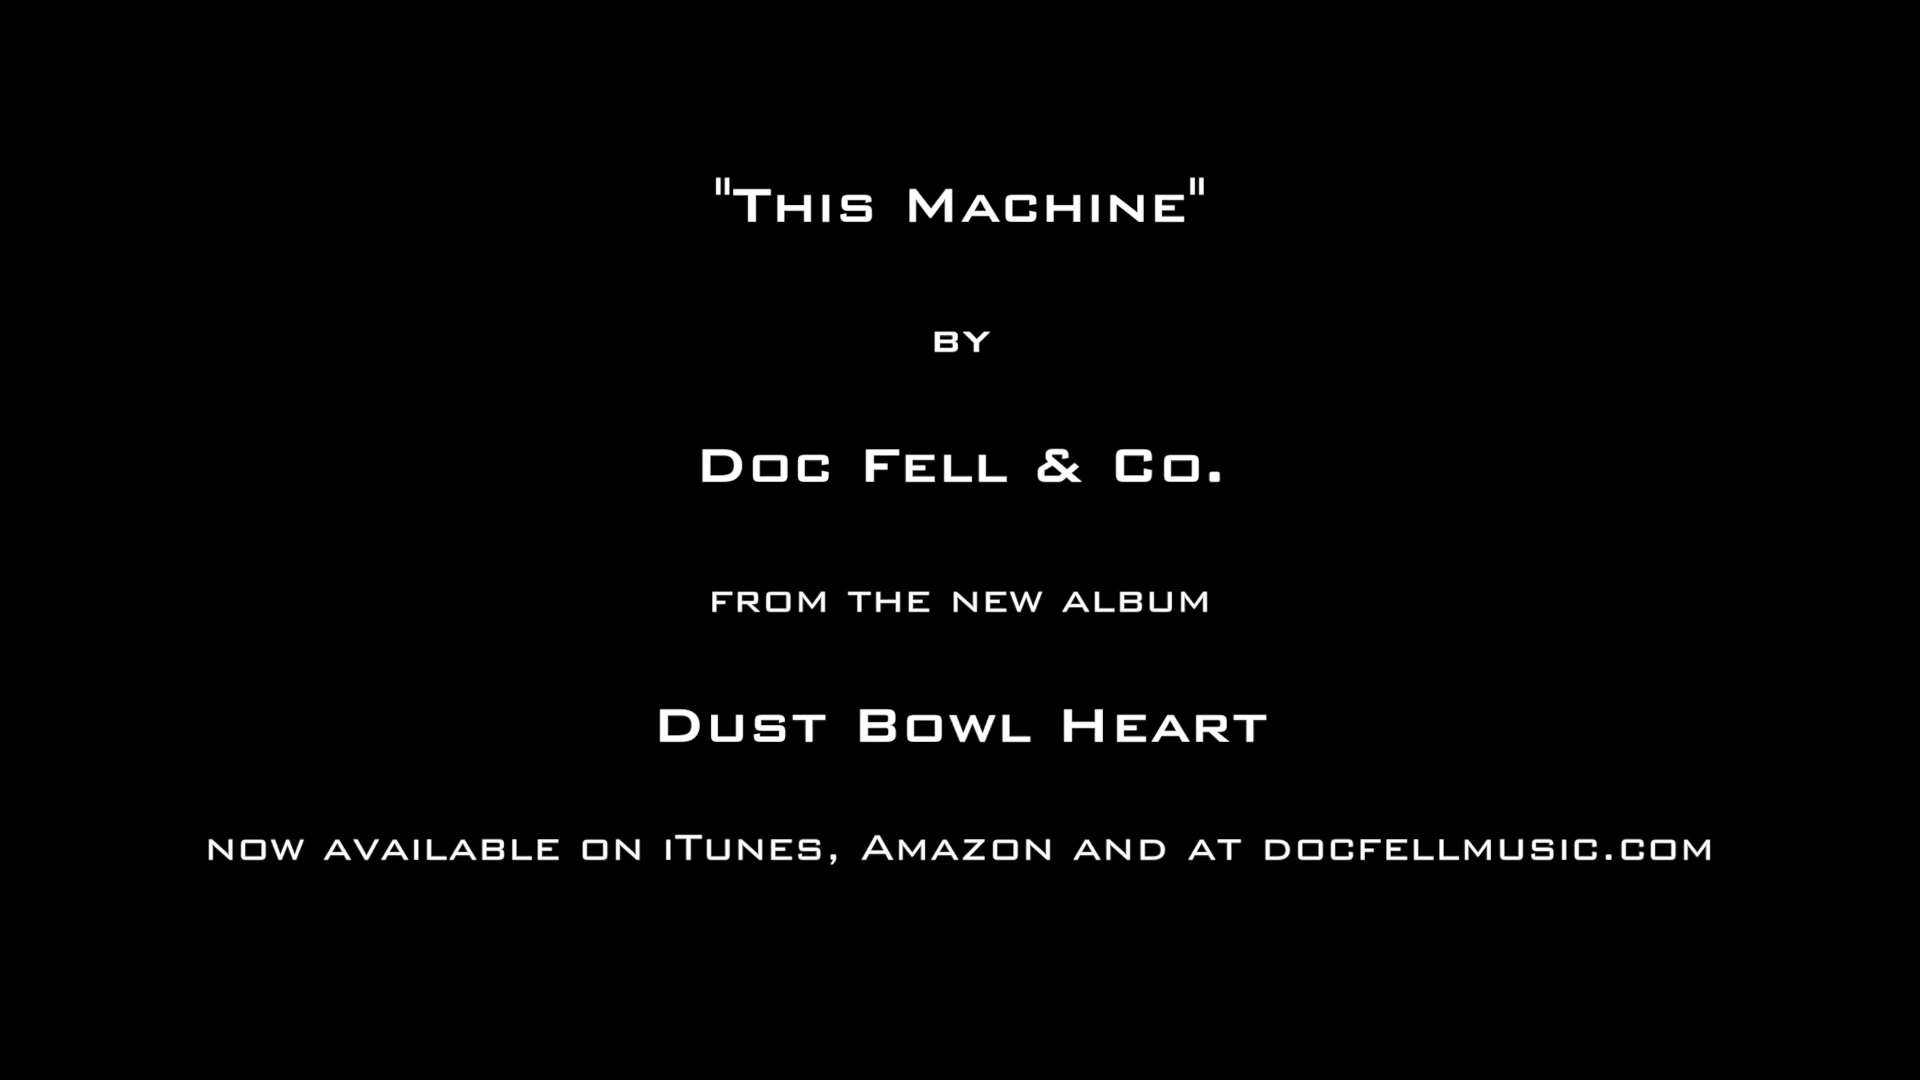 "This Machine"
by
Doc Fell & Co.
from the new album
Dust Bowl Heart
now available on iTunes, Amazon and at docfellmusic.com